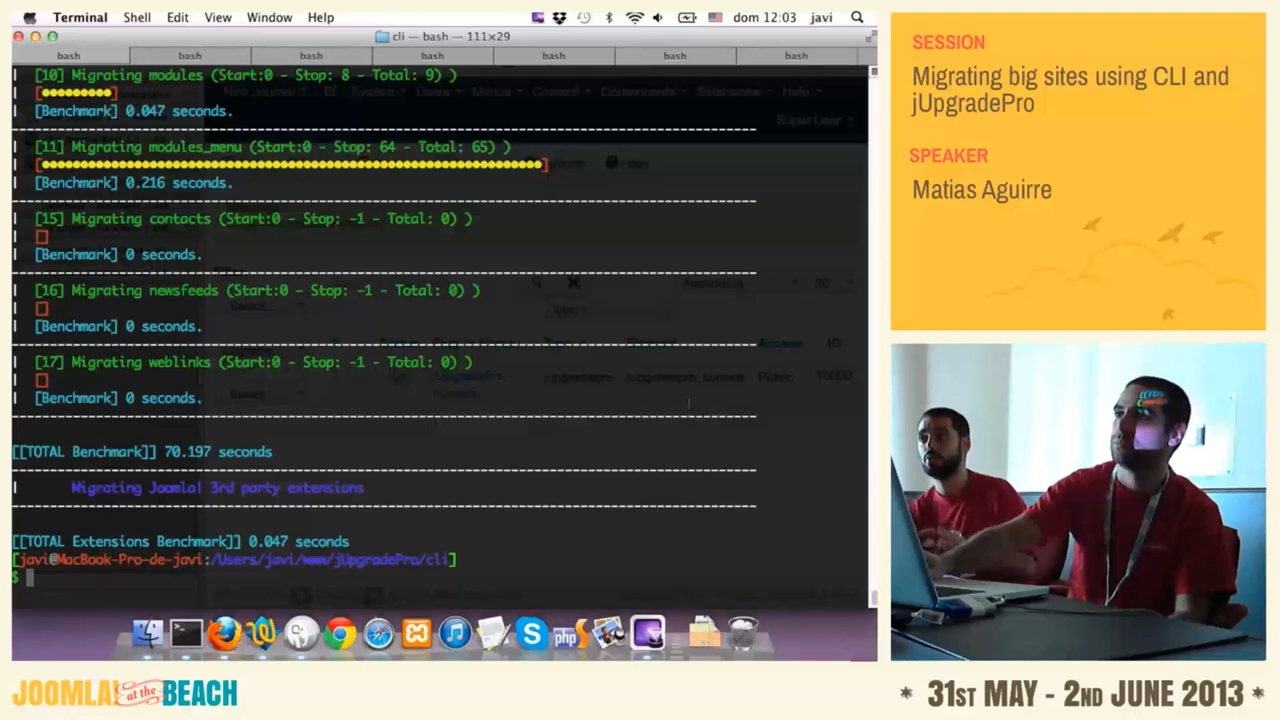 Terminal Shell Edit View Window Help dom 12:03 javi
cli — bash — 111×29
bash bash bash bash bash bash bash
| [10] Migrating modules (Start:0 - Stop: 8 - Total: 9) )
| [●●●●●●●●●]
| [Benchmark] 0.047 seconds.
| [11] Migrating modules_menu (Start:0 - Stop: 64 - Total: 65) )
| [Benchmark] 0.216 seconds.
| [15] Migrating contacts (Start:0 - Stop: -1 - Total: 0) )
| []
| [Benchmark] 0 seconds.
| [16] Migrating newsfeeds (Start:0 - Stop: -1 - Total: 0) )
| []
| [Benchmark] 0 seconds.
| [17] Migrating weblinks (Start:0 - Stop: -1 - Total: 0) )
| []
| [Benchmark] 0 seconds.
[[TOTAL Benchmark]] 70.197 seconds
| Migrating Joomla! 3rd party extensions
[[TOTAL Extensions Benchmark]] 0.047 seconds
[javi@MacBook-Pro-de-javi:/Users/javi/www/jUpgradePro/cli]
$
php
SESSION
Migrating big sites using CLI and
jUpgradePro
SPEAKER
Matias Aguirre
JOOMLA! at the BEACH
* 31ST MAY - 2ND JUNE 2013 *